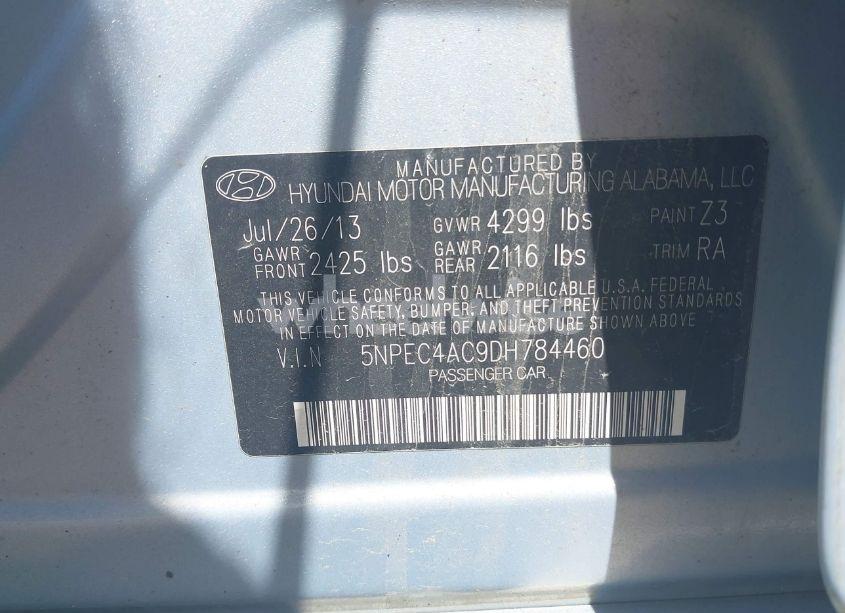 MANUFACTURED BY
HYUNDAI MOTOR MANUFACTURING ALABAMA, LLC
Jul/26/13 GVWR 4299 lbs PAINT Z3
GAWR FRONT 2425 lbs GAWR REAR 2116 lbs TRIM RA
THIS VEHICLE CONFORMS TO ALL APPLICABLE U.S.A. FEDERAL
MOTOR VEHICLE SAFETY, BUMPER, AND THEFT PREVENTION STANDARDS
IN EFFECT ON THE DATE OF MANUFACTURE SHOWN ABOVE.
V.I.N 5NPEC4AC9DH784460
PASSENGER CAR